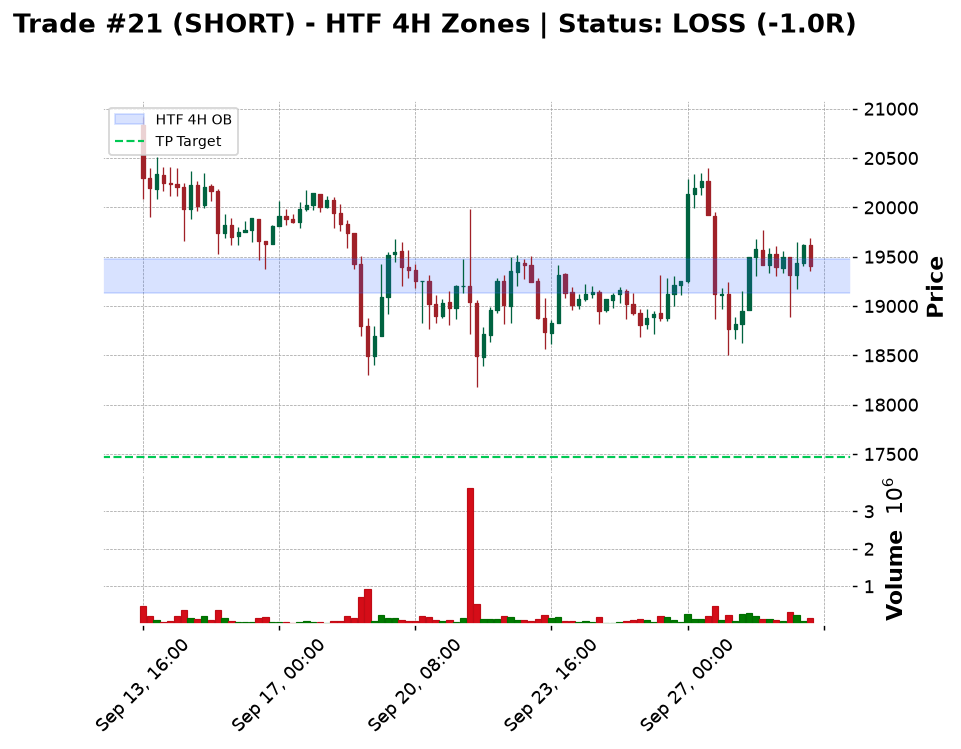 Trade #21 (SHORT) - HTF 4H Zones | Status: LOSS (-1.0R)
HTF 4H OB
TP Target
21000
20500
20000
19500
19000
18500
18000
17500
Price
3
2
1
Volume 10⁶
Sep 13, 16:00
Sep 17, 00:00
Sep 20, 08:00
Sep 23, 16:00
Sep 27, 00:00